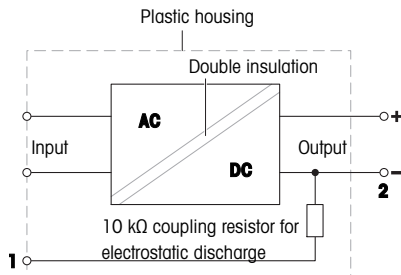 Plastic housing
Double insulation
AC
+
Input
Output
DC
−
2
10 kΩ coupling resistor for
electrostatic discharge
1